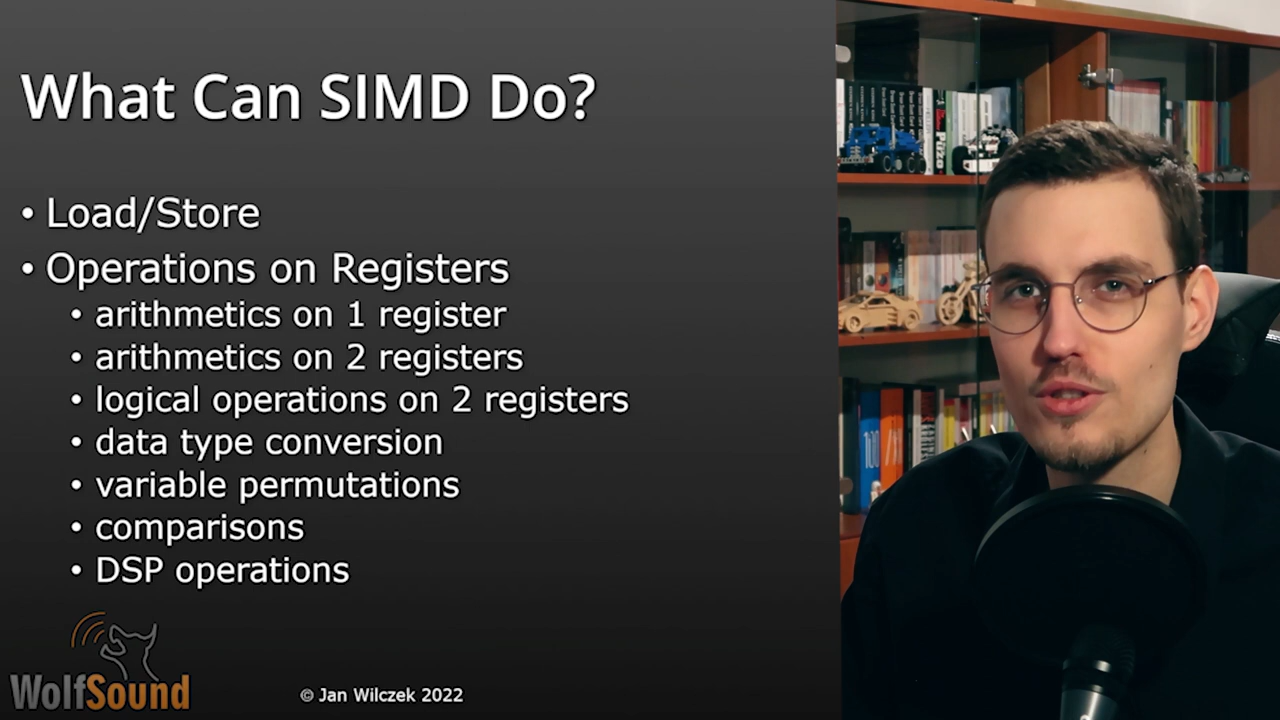 What Can SIMD Do?
• Load/Store
• Operations on Registers
• arithmetics on 1 register
• arithmetics on 2 registers
• logical operations on 2 registers
• data type conversion
• variable permutations
• comparisons
• DSP operations
WolfSound
© Jan Wilczek 2022